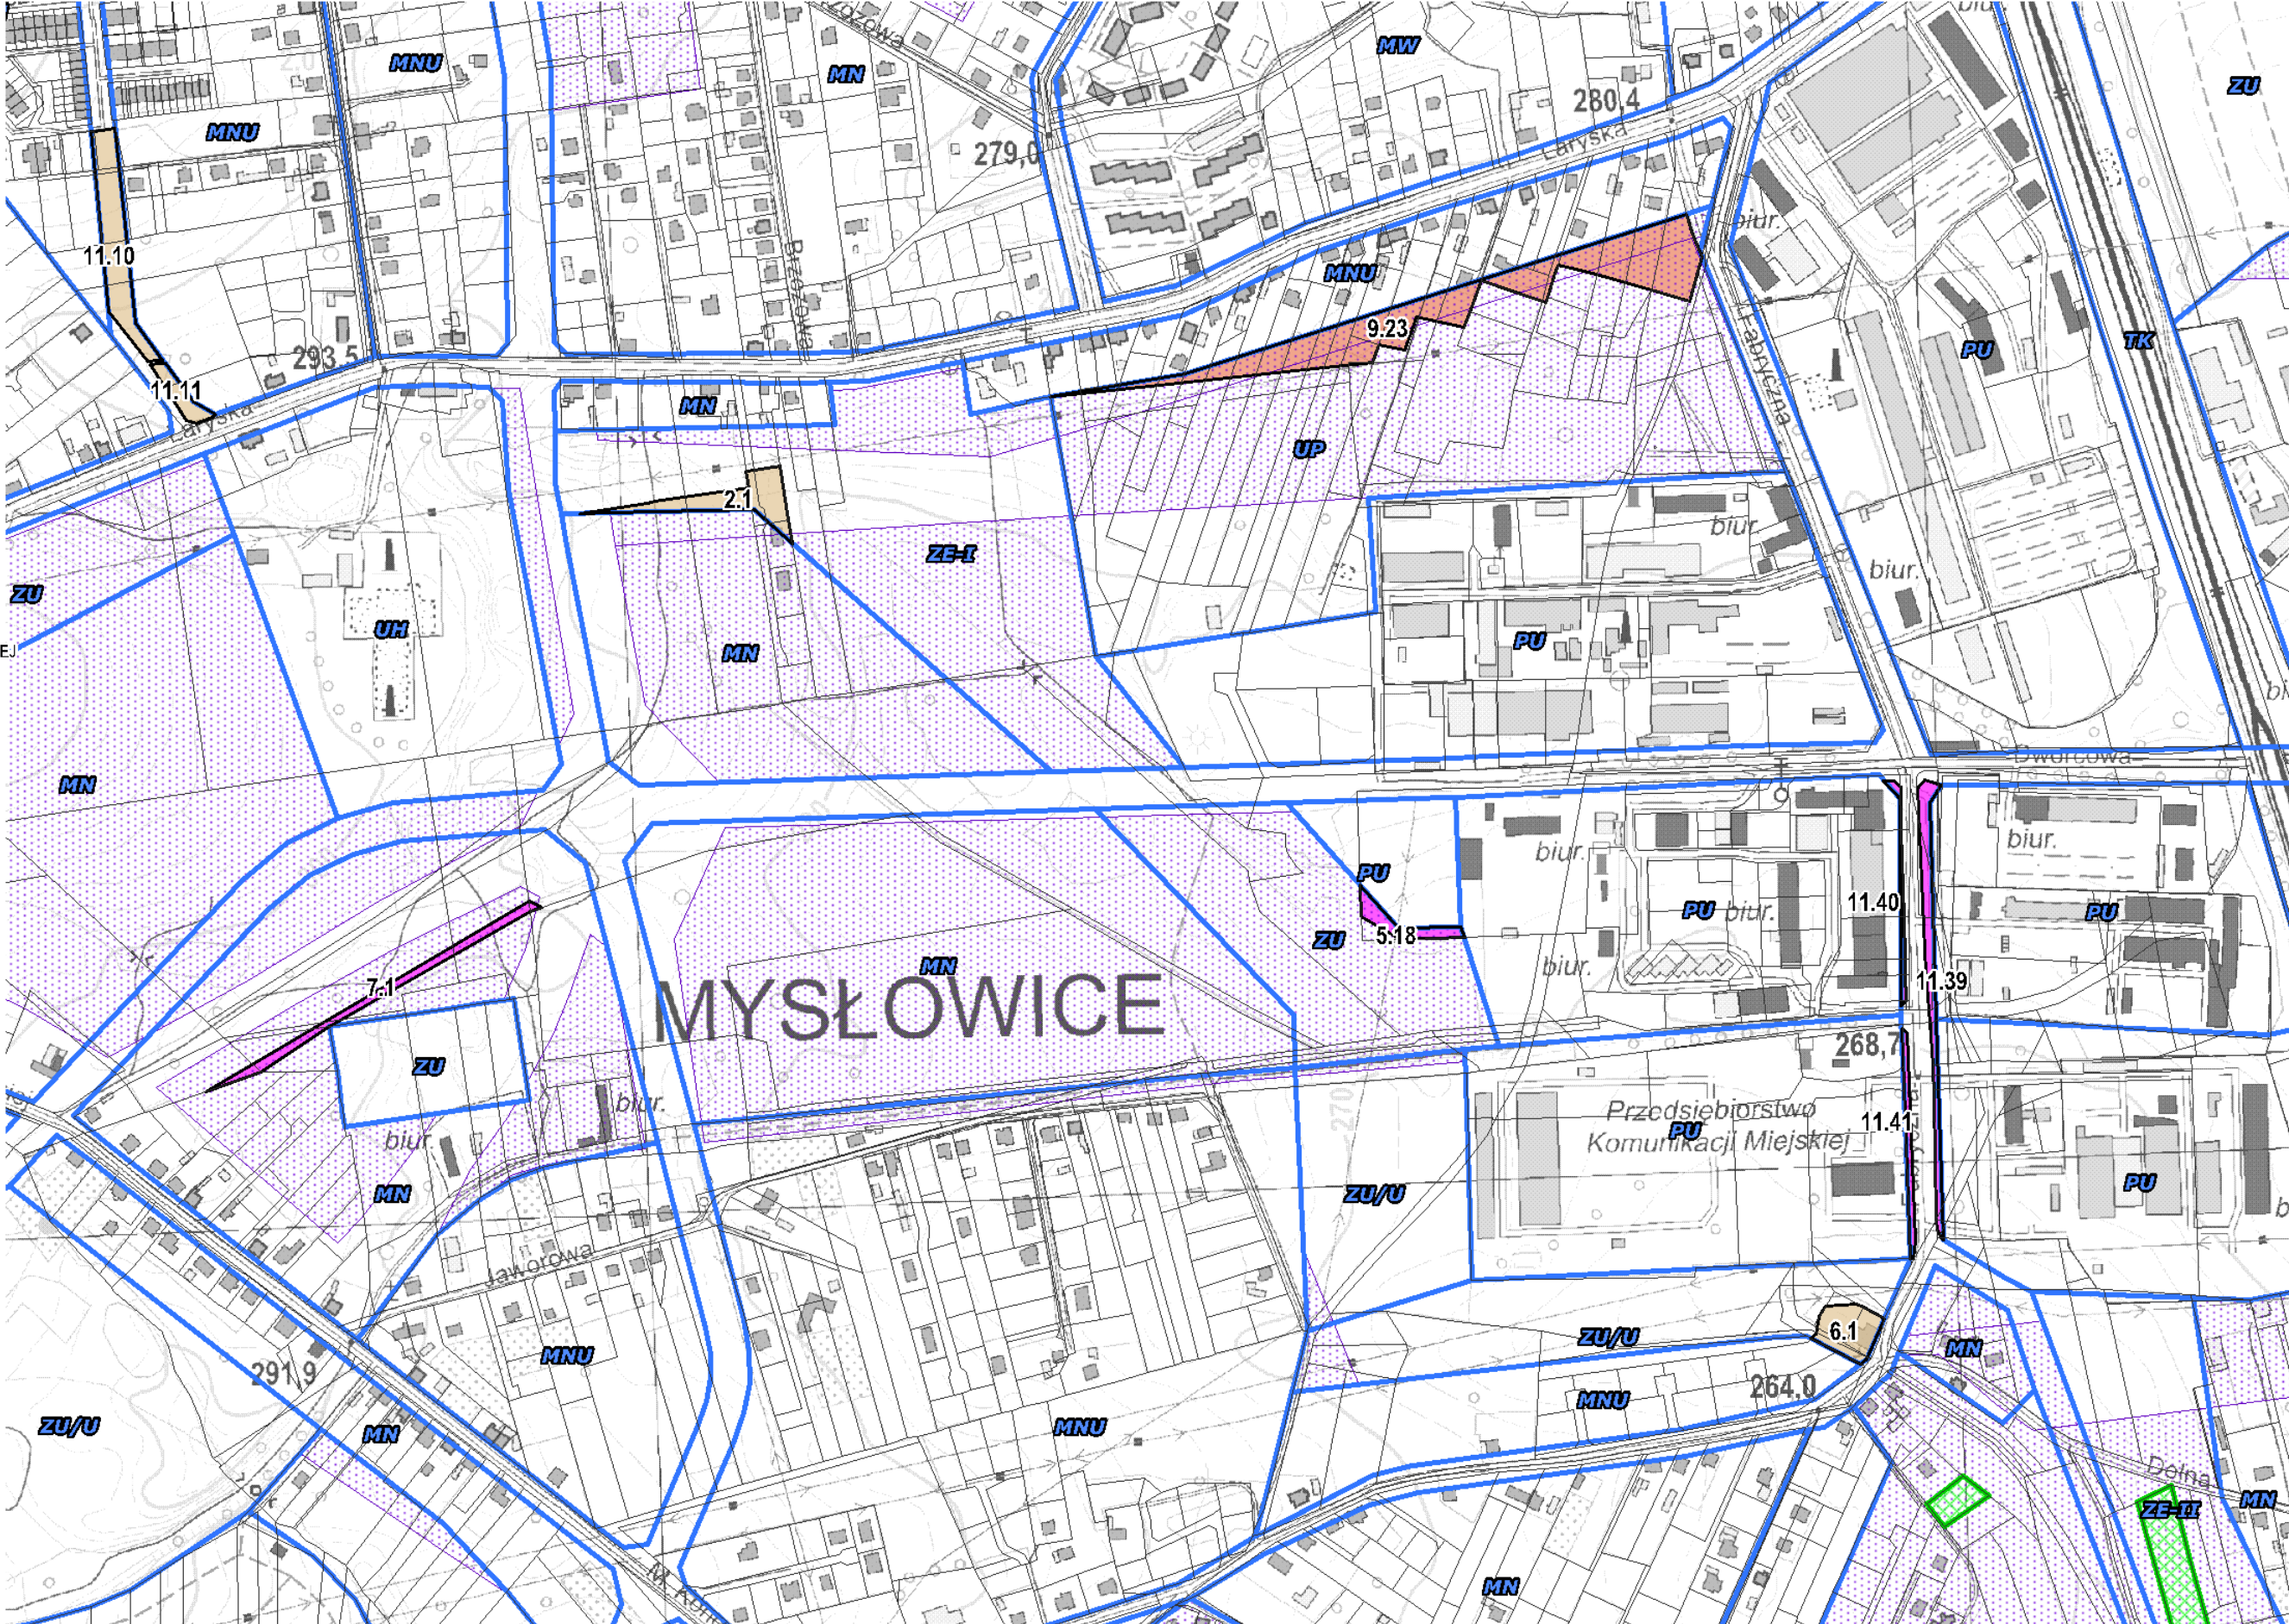 biu.
MW
MNU
MN
ZU
280,4
MNU
Laryska
279,0
biur.
11.10
MNU
Brzozowa
9.23
TK
PU
293,5
Fabryczna
11.11
MN
Laryska
UP
2.1
biur.
ZE-I
biur.
ZU
UH
PU
EJ
MN
Dworcowa
MN
biur.
biur.
PU
11.40
PU
biur.
PU
5.18
ZU
MN
biur.
11.39
7.1
MYSŁOWICE
268,7
ZU
biur.
270
Przedsiębiorstwo
PU
Komunikacji Miejskiej
11.41
biur.
PU
MN
ZU/U
Jaworowa
6.1
ZU/U
MN
MNU
291,9
264,0
MNU
ZU/U
MN
MNU
Dolna
MN
ZE-II
MN